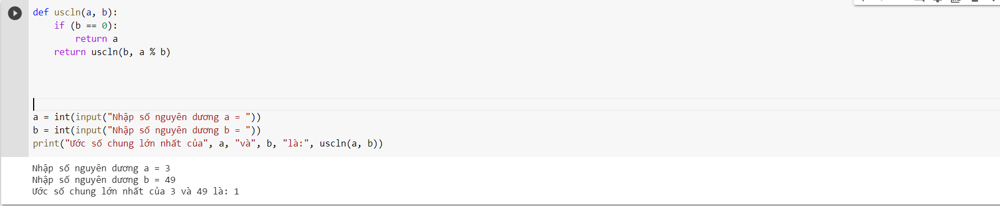 def uscln(a, b):
    if (b == 0):
        return a
    return uscln(b, a % b)
a = int(input("Nhập số nguyên dương a = "))
b = int(input("Nhập số nguyên dương b = "))
print("Ước số chung lớn nhất của", a, "và", b, "là:", uscln(a, b))
Nhập số nguyên dương a = 3
Nhập số nguyên dương b = 49
Ước số chung lớn nhất của 3 và 49 là: 1